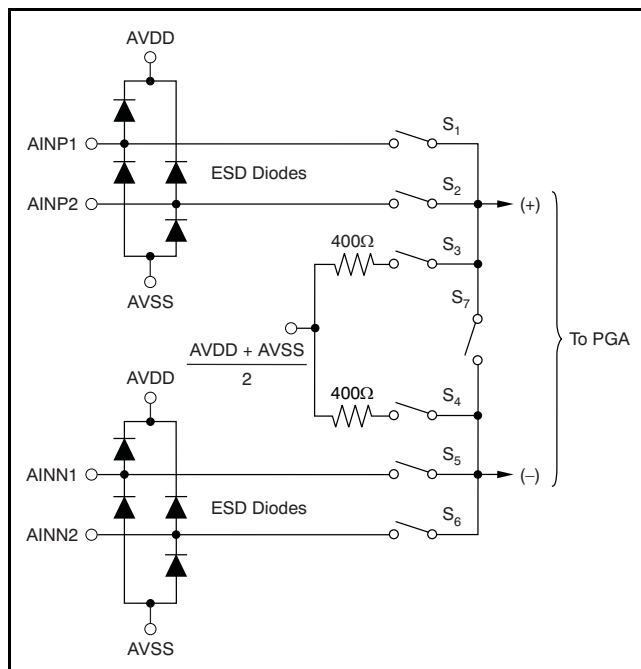 AVDD
AINP1
S1
ESD Diodes
AINP2
S2
(+)
AVSS
400Ω
S3
S7
AVDD + AVSS
2
To PGA
AVDD
400Ω
S4
AINN1
S5
(–)
ESD Diodes
AINN2
S6
AVSS